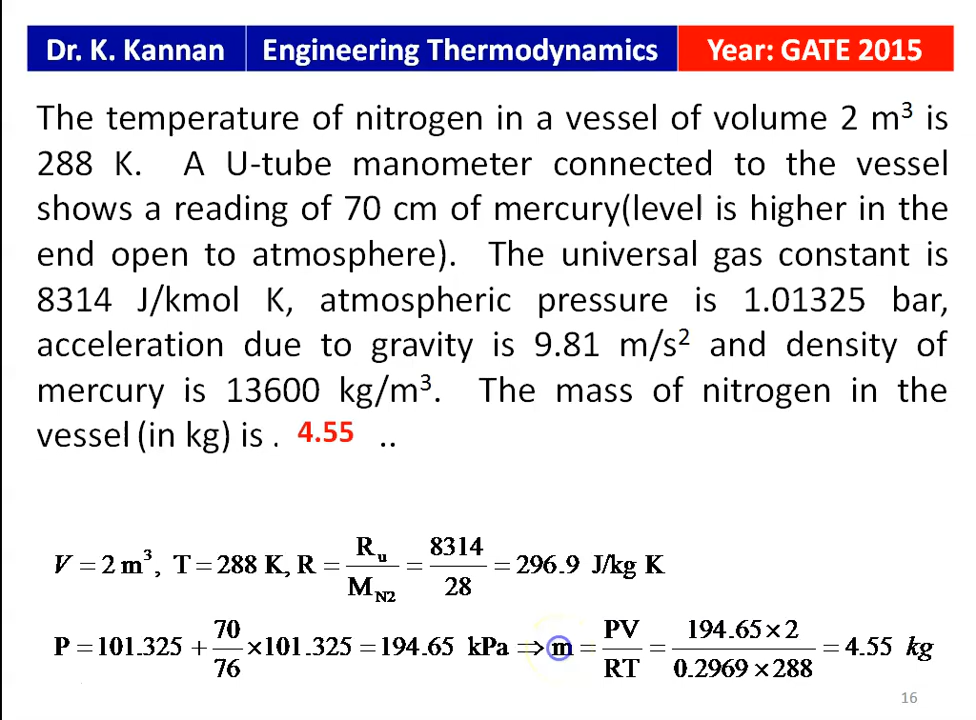 Dr. K. Kannan Engineering Thermodynamics Year: GATE 2015
The temperature of nitrogen in a vessel of volume 2 m³ is
288 K. A U-tube manometer connected to the vessel
shows a reading of 70 cm of mercury(level is higher in the
end open to atmosphere). The universal gas constant is
8314 J/kmol K, atmospheric pressure is 1.01325 bar,
acceleration due to gravity is 9.81 m/s² and density of
mercury is 13600 kg/m³. The mass of nitrogen in the
vessel (in kg) is . 4.55 ..
V = 2 m³, T = 288 K, R = R_u / M_N2 = 8314 / 28 = 296.9 J/kg K
P = 101.325 + 70 / 76 × 101.325 = 194.65 kPa ⇒ m = PV / RT = 194.65 × 2 / 0.2969 × 288 = 4.55 kg
16